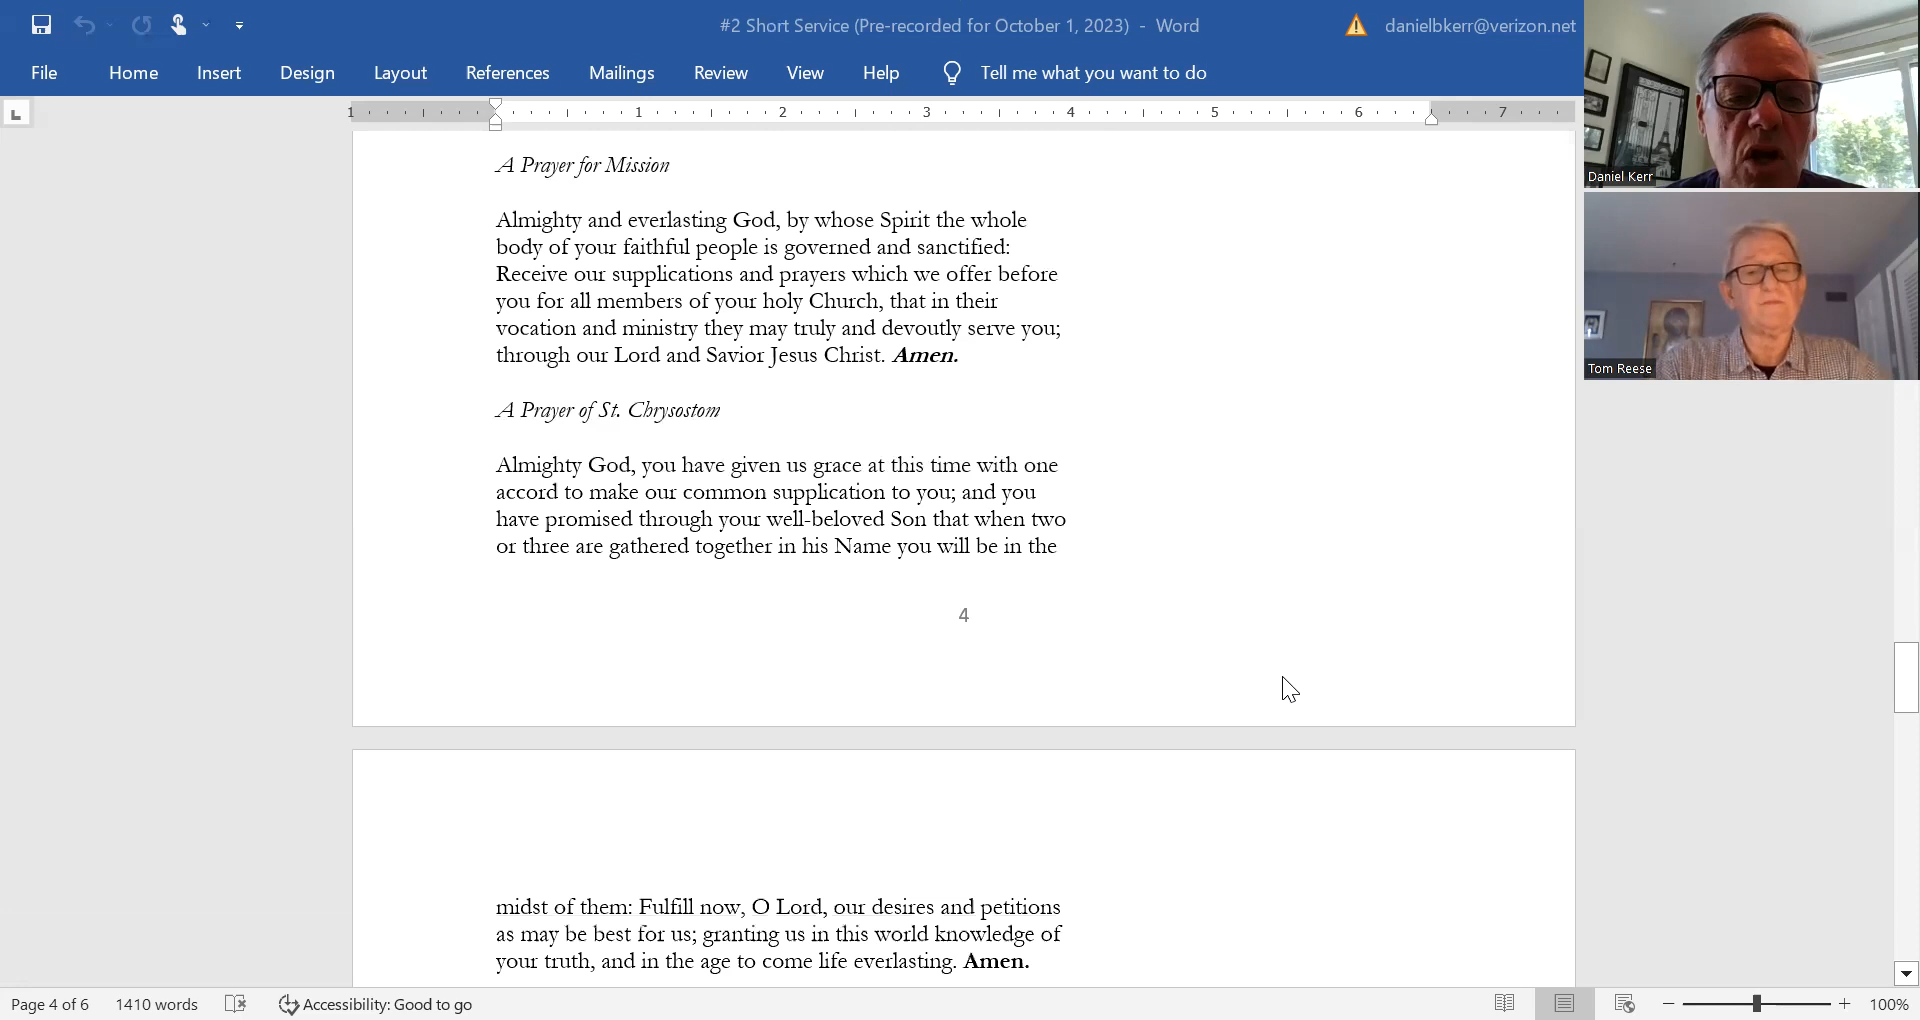 #2 Short Service (Pre-recorded for October 1, 2023) - Word
danielbkerr@verizon.net
File Home Insert Design Layout References Mailings Review View Help Tell me what you want to do
1 1 2 3 4 5 6 7
A Prayer for Mission
Almighty and everlasting God, by whose Spirit the whole
body of your faithful people is governed and sanctified:
Receive our supplications and prayers which we offer before
you for all members of your holy Church, that in their
vocation and ministry they may truly and devoutly serve you;
through our Lord and Savior Jesus Christ. Amen.
A Prayer of St. Chrysostom
Almighty God, you have given us grace at this time with one
accord to make our common supplication to you; and you
have promised through your well-beloved Son that when two
or three are gathered together in his Name you will be in the
4
midst of them: Fulfill now, O Lord, our desires and petitions
as may be best for us; granting us in this world knowledge of
your truth, and in the age to come life everlasting. Amen.
Daniel Kerr
Tom Reese
Page 4 of 6 1410 words Accessibility: Good to go 100%